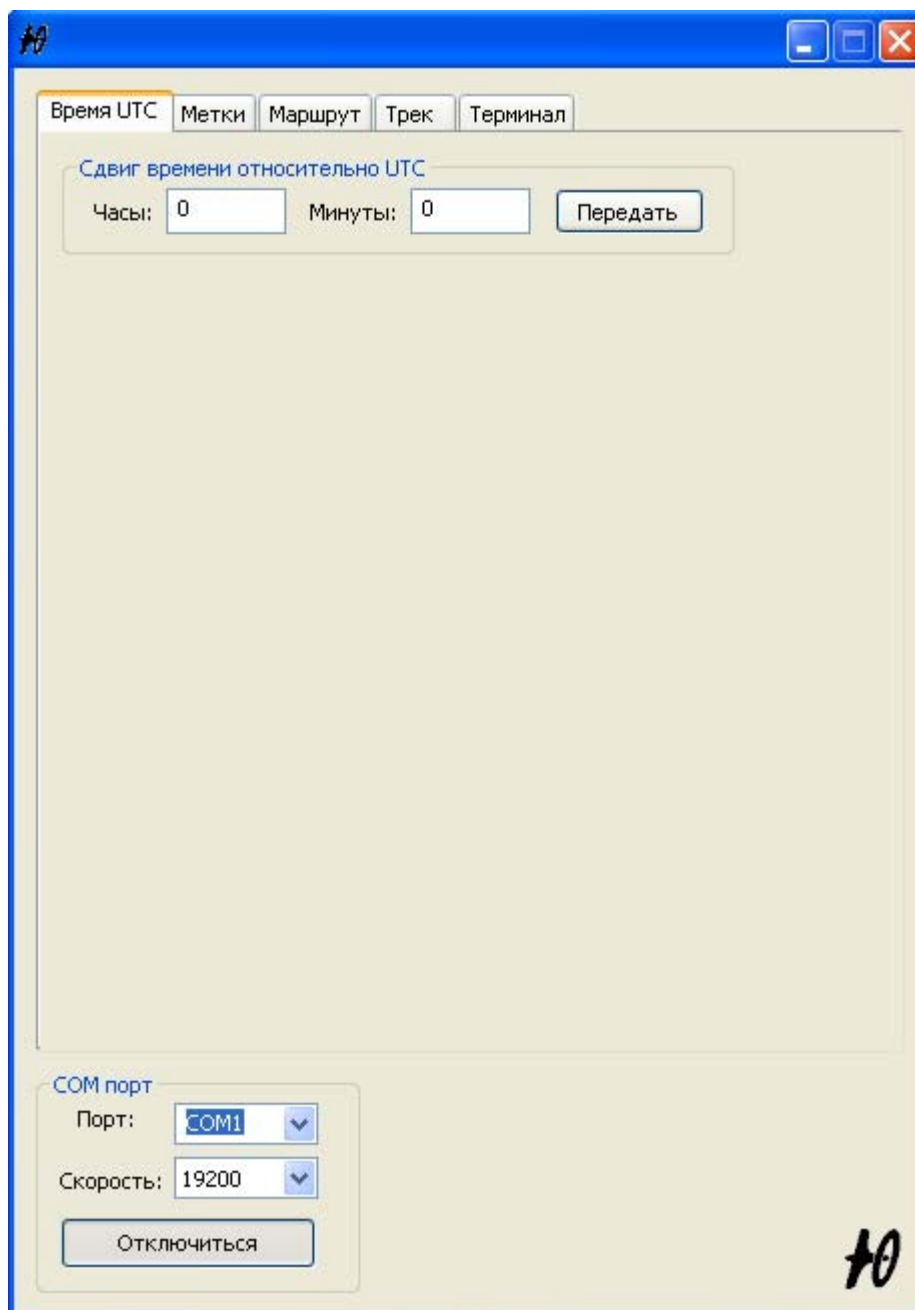 Ю
Время UTC Метки Маршрут Трек Терминал
Сдвиг времени относительно UTC
Часы: 0 Минуты: 0 Передать
COM порт
Порт: COM1
Скорость: 19200
Отключиться
Ю